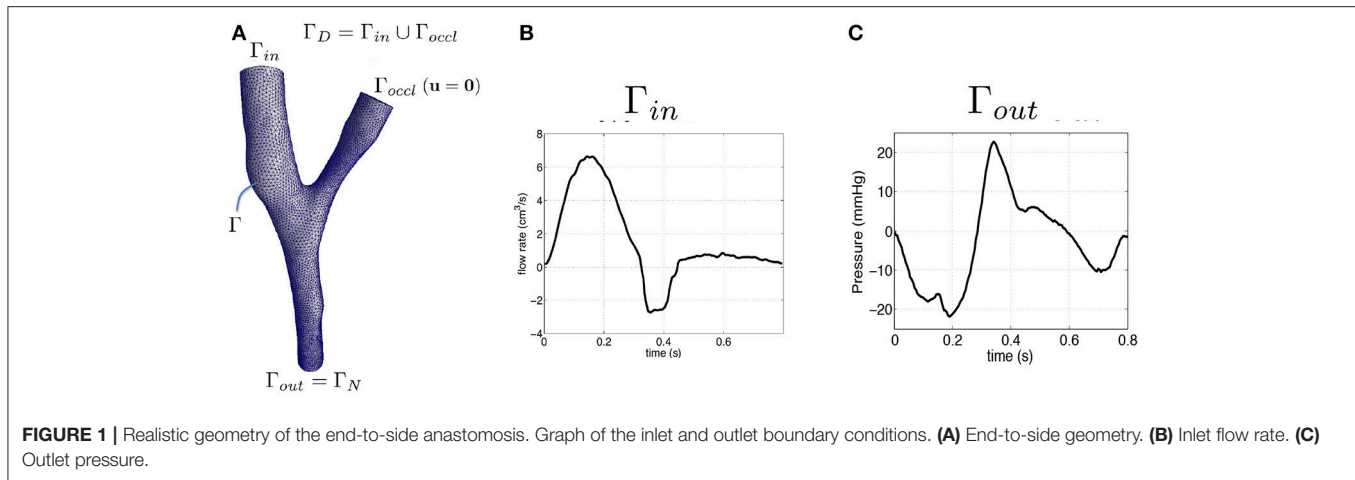 A
Γ_D = Γ_in ∪ Γ_occl
Γ_in
Γ_occl (u = 0)
Γ
Γ_out = Γ_N
B
Γ_in
8
6
4
2
0
−2
−4
flow rate (cm³/s)
0 0.2 0.4 0.6
time (s)
C
Γ_out
20
10
0
−10
−20
Pressure (mmHg)
0 0.2 0.4 0.6 0.8
time (s)
FIGURE 1 | Realistic geometry of the end-to-side anastomosis. Graph of the inlet and outlet boundary conditions. (A) End-to-side geometry. (B) Inlet flow rate. (C)
Outlet pressure.